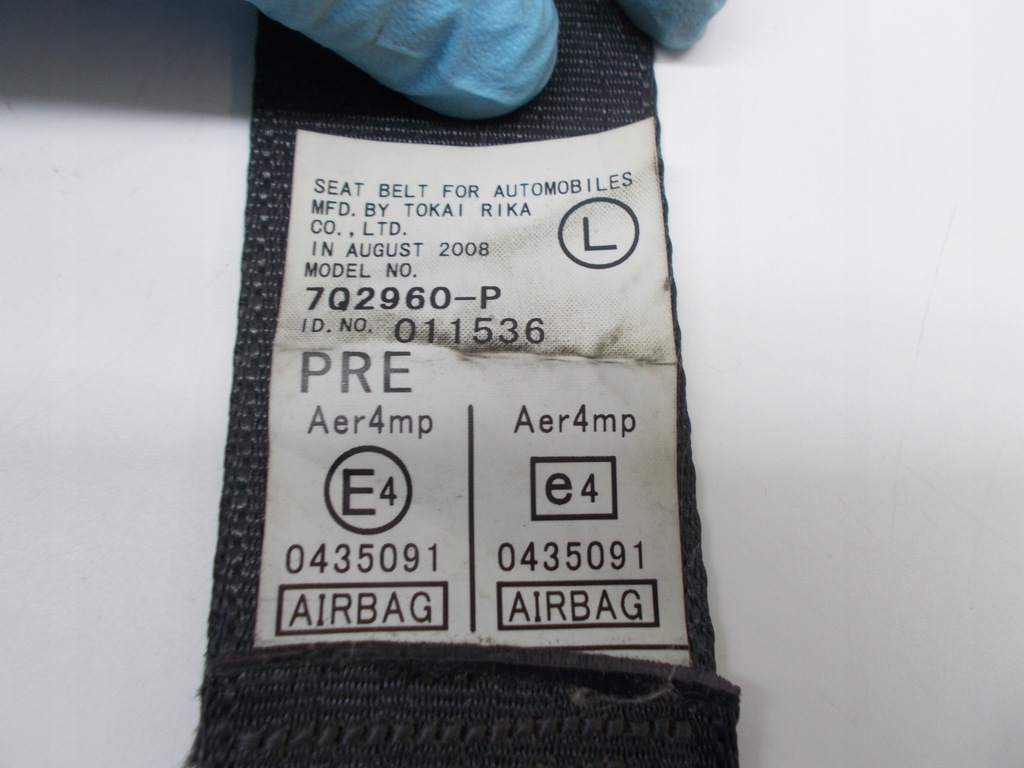 SEAT BELT FOR AUTOMOBILES
MFD. BY TOKAI RIKA
CO., LTD.
L
IN AUGUST 2008
MODEL NO.
7Q2960-P
ID. NO. 011536
PRE
Aer4mp Aer4mp
E4 e4
0435091 0435091
AIRBAG AIRBAG